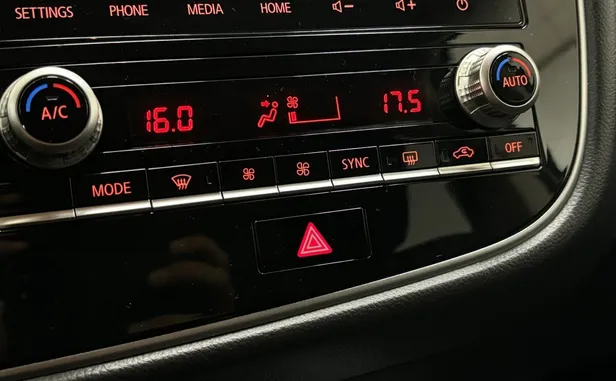 SETTINGS PHONE MEDIA HOME
A/C 16.0 17.5 AUTO
MODE SYNC OFF